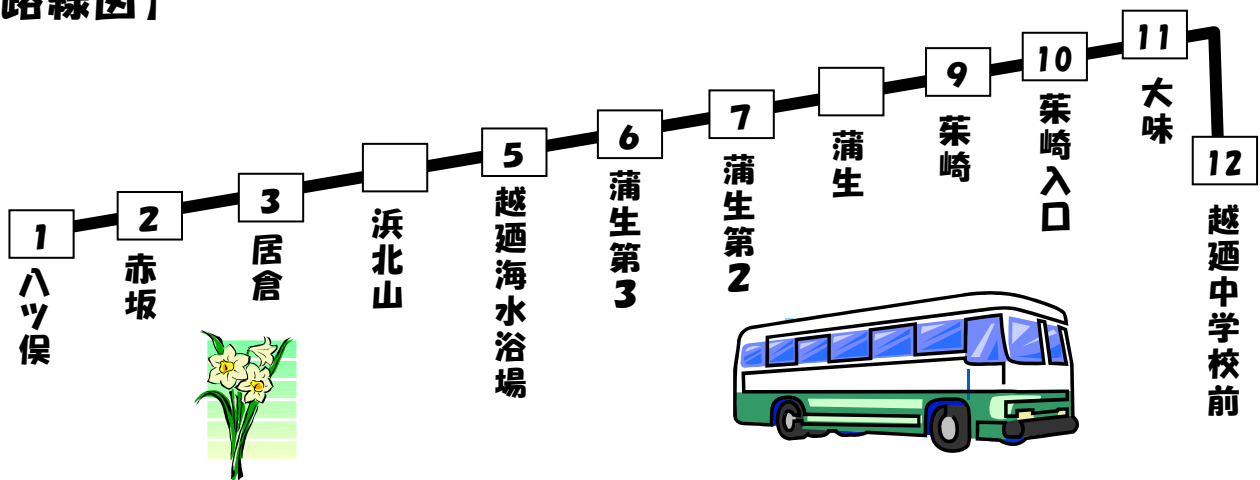 路線図】
1
八ツ俣
2
赤坂
3
居倉
浜北山
5
越廼海水浴場
6
蒲生第3
7
蒲生第2
蒲生
9
茱崎
10
茱崎入口
11
大味
12
越廼中学校前